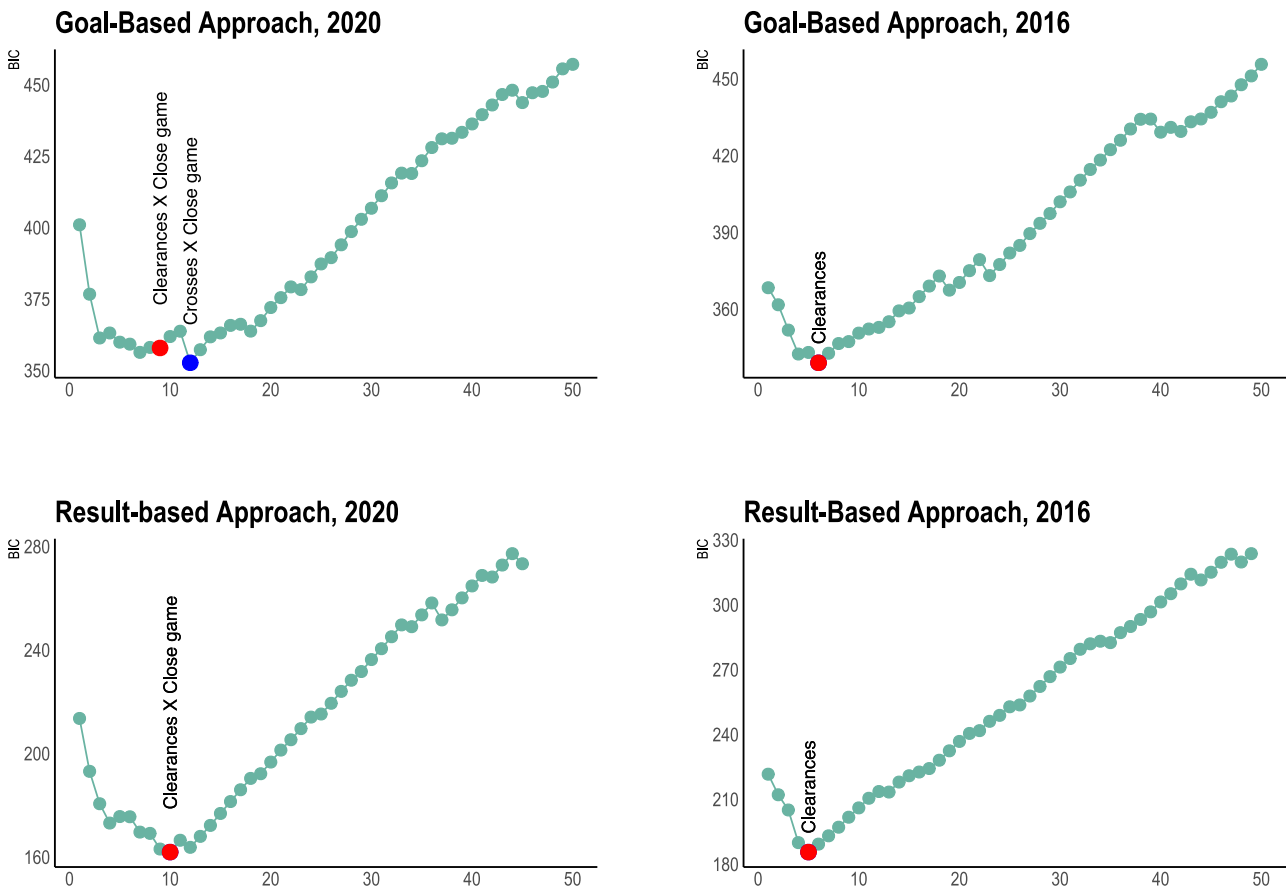 Goal-Based Approach, 2020
BIC
450
425
400
375
350
Clearances X Close game
Crosses X Close game
0 10 20 30 40 50
Goal-Based Approach, 2016
BIC
450
420
390
360
Clearances
0 10 20 30 40 50
Result-based Approach, 2020
BIC
280
240
200
160
Clearances X Close game
0 10 20 30 40 50
Result-Based Approach, 2016
BIC
330
300
270
240
210
180
Clearances
0 10 20 30 40 50